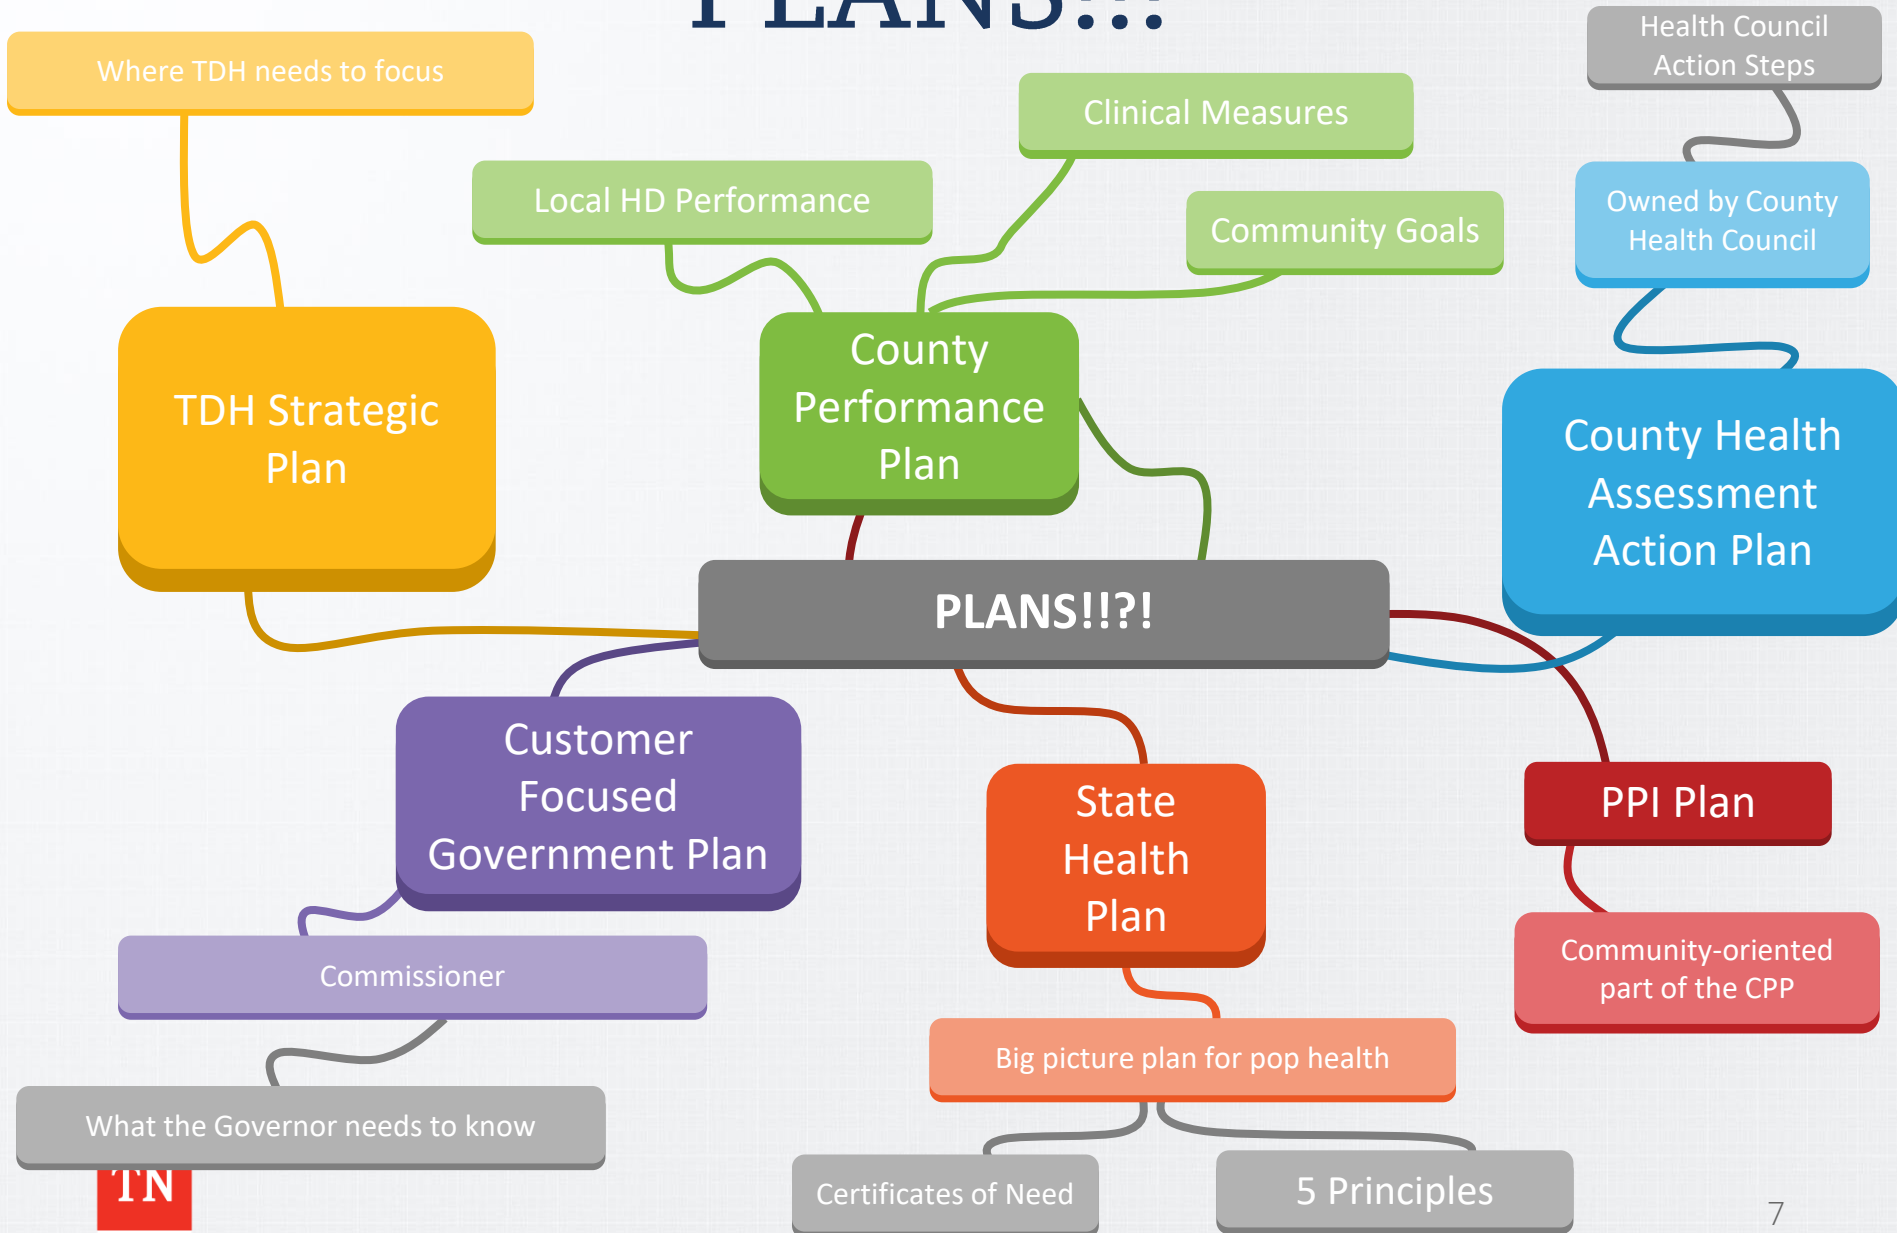 PLANS!!!
Where TDH needs to focus
Health Council
Action Steps
Clinical Measures
Local HD Performance
Community Goals
Owned by County
Health Council
TDH Strategic
Plan
County
Performance
Plan
County Health
Assessment
Action Plan
PLANS!!?!
Customer
Focused
Government Plan
State
Health
Plan
PPI Plan
Commissioner
Community-oriented
part of the CPP
Big picture plan for pop health
What the Governor needs to know
Certificates of Need
5 Principles
TN
7